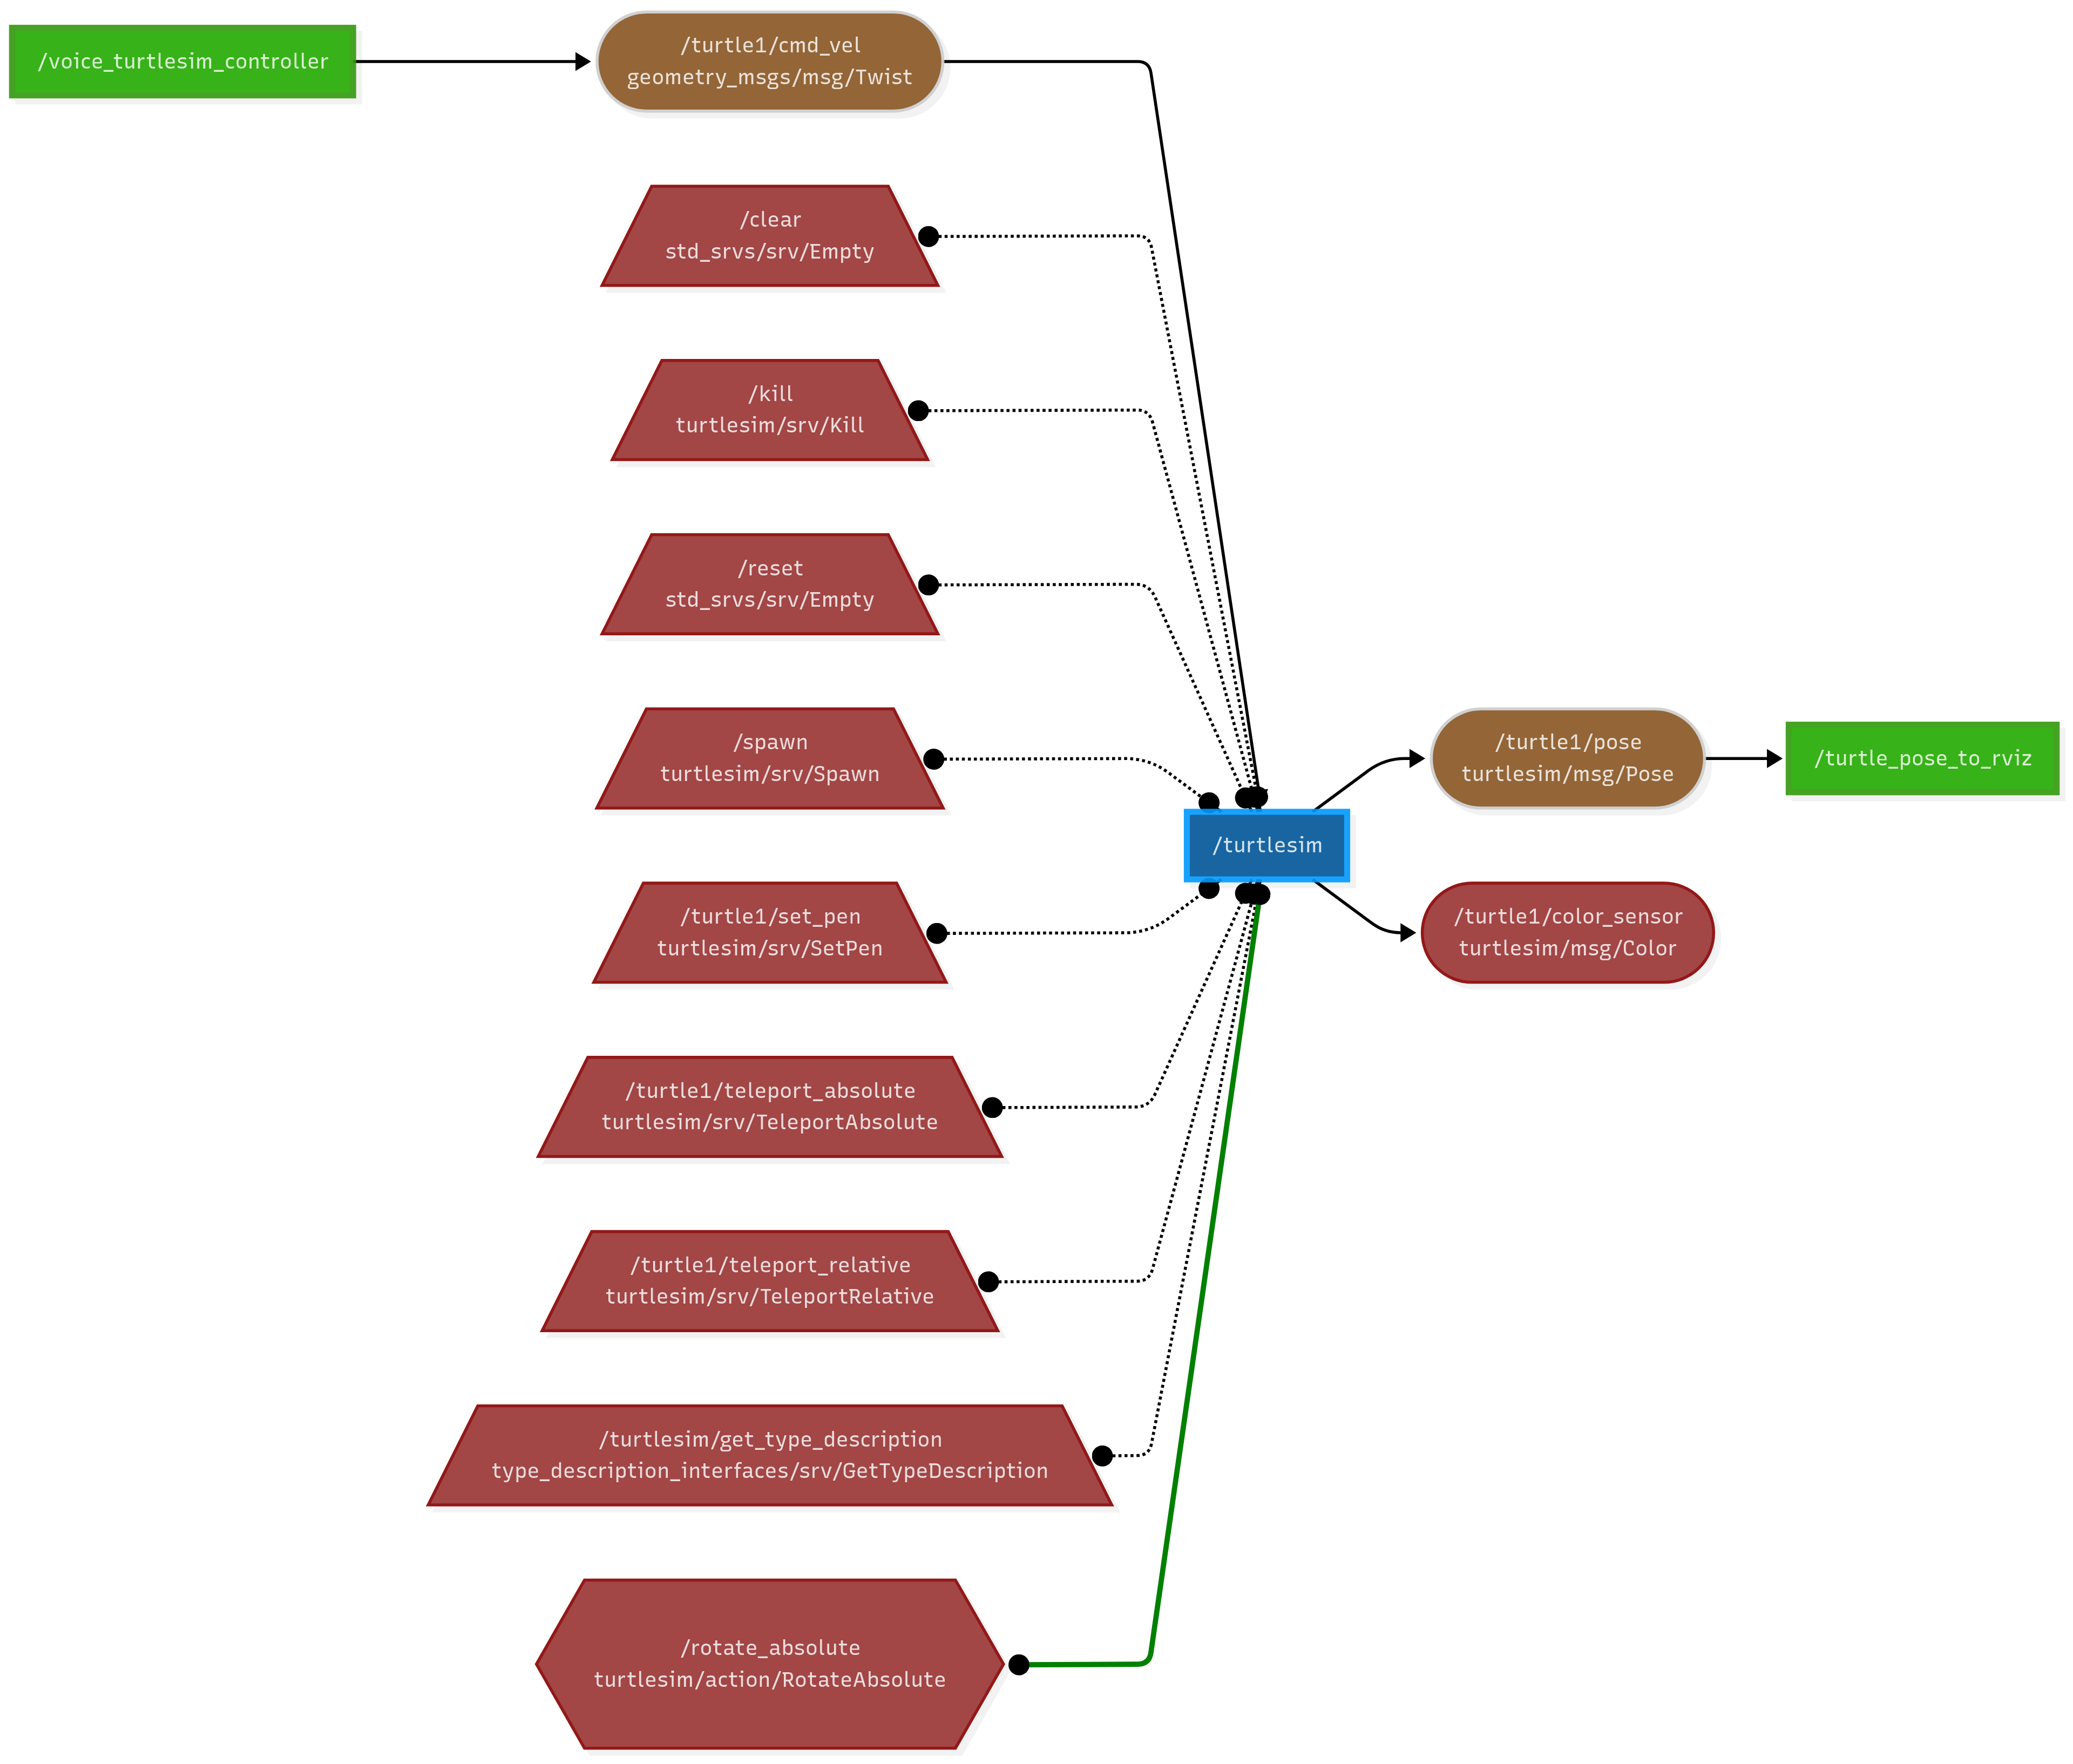 /voice_turtlesim_controller
/turtle1/cmd_vel
geometry_msgs/msg/Twist
/clear
std_srvs/srv/Empty
/kill
turtlesim/srv/Kill
/reset
std_srvs/srv/Empty
/spawn
turtlesim/srv/Spawn
/turtle1/set_pen
turtlesim/srv/SetPen
/turtle1/teleport_absolute
turtlesim/srv/TeleportAbsolute
/turtle1/teleport_relative
turtlesim/srv/TeleportRelative
/turtlesim/get_type_description
type_description_interfaces/srv/GetTypeDescription
/rotate_absolute
turtlesim/action/RotateAbsolute
/turtlesim
/turtle1/pose
turtlesim/msg/Pose
/turtle1/color_sensor
turtlesim/msg/Color
/turtle_pose_to_rviz